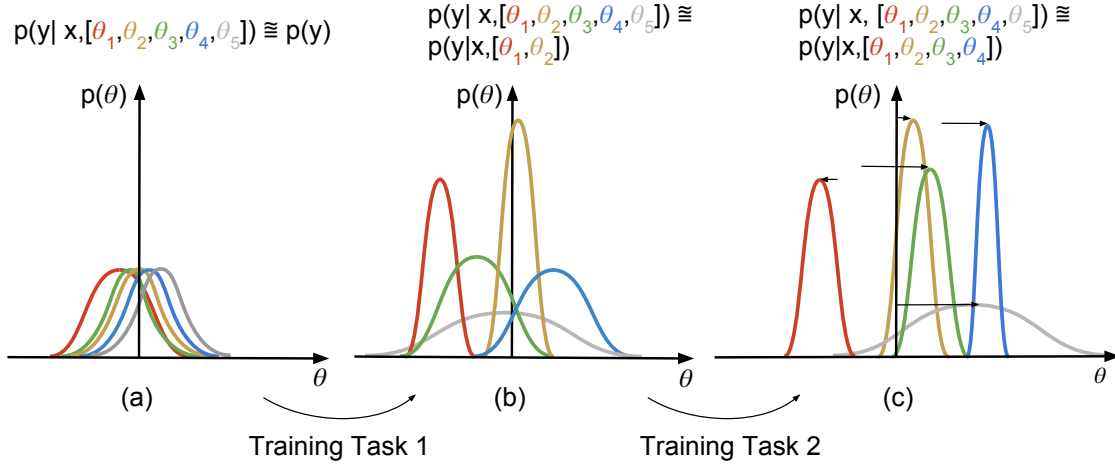 p(y| x,[θ1,θ2,θ3,θ4,θ5]) ≊ p(y)
p(y| x,[θ1,θ2,θ3,θ4,θ5]) ≊
p(y|x,[θ1,θ2])
p(y| x, [θ1,θ2,θ3,θ4,θ5]) ≊
p(y|x,[θ1,θ2,θ3,θ4])
p(θ)
p(θ)
p(θ)
θ
θ
θ
(a)
(b)
(c)
Training Task 1
Training Task 2